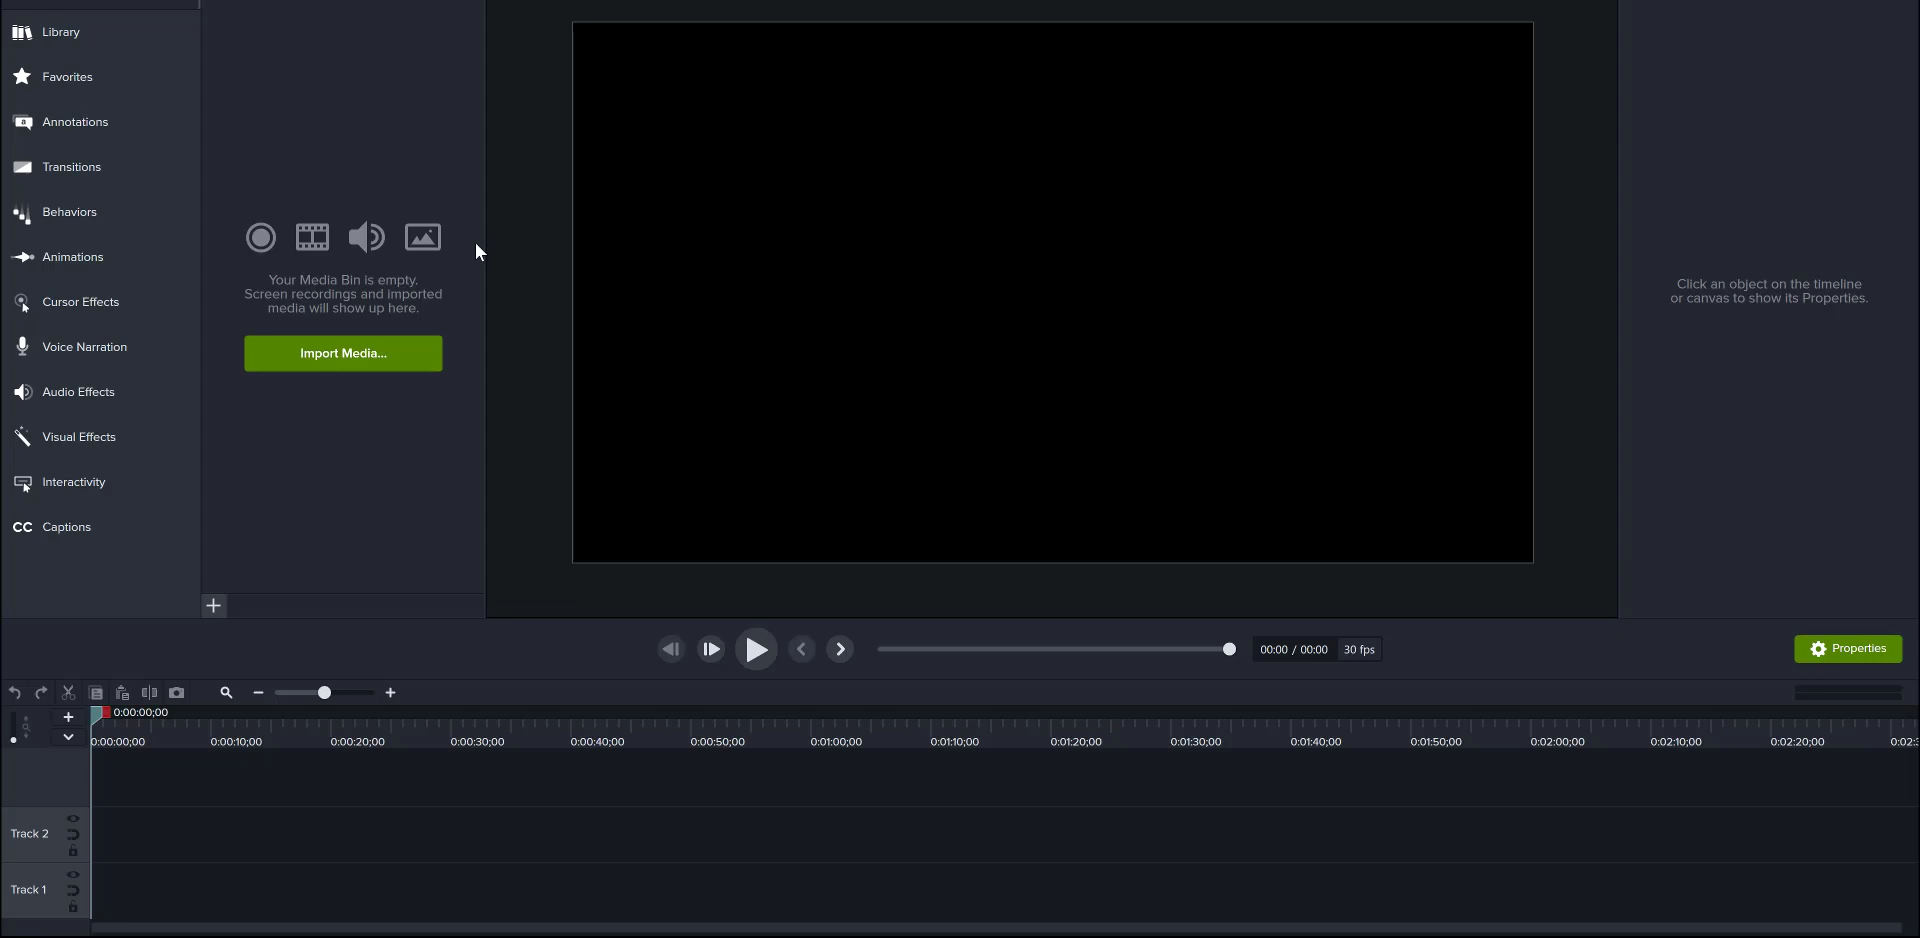 Library
Favorites
a
Annotations
Transitions
Behaviors
Animations
Cursor Effects
Voice Narration
Audio Effects
Visual Effects
Interactivity
CC Captions
Your Media Bin is empty.
Screen recordings and imported
media will show up here.
Import Media...
Click an object on the timeline
or canvas to show its Properties.
00:00 / 00:00 30 fps
Properties
0:00:00;00
0:00:00;00 0:00:10;00 0:00:20;00 0:00:30;00 0:00:40;00 0:00:50;00 0:01:00;00 0:01:10;00 0:01:20;00 0:01:30;00 0:01:40;00 0:01:50;00 0:02:00;00 0:02:10;00 0:02:20;00
Track 2
Track 1